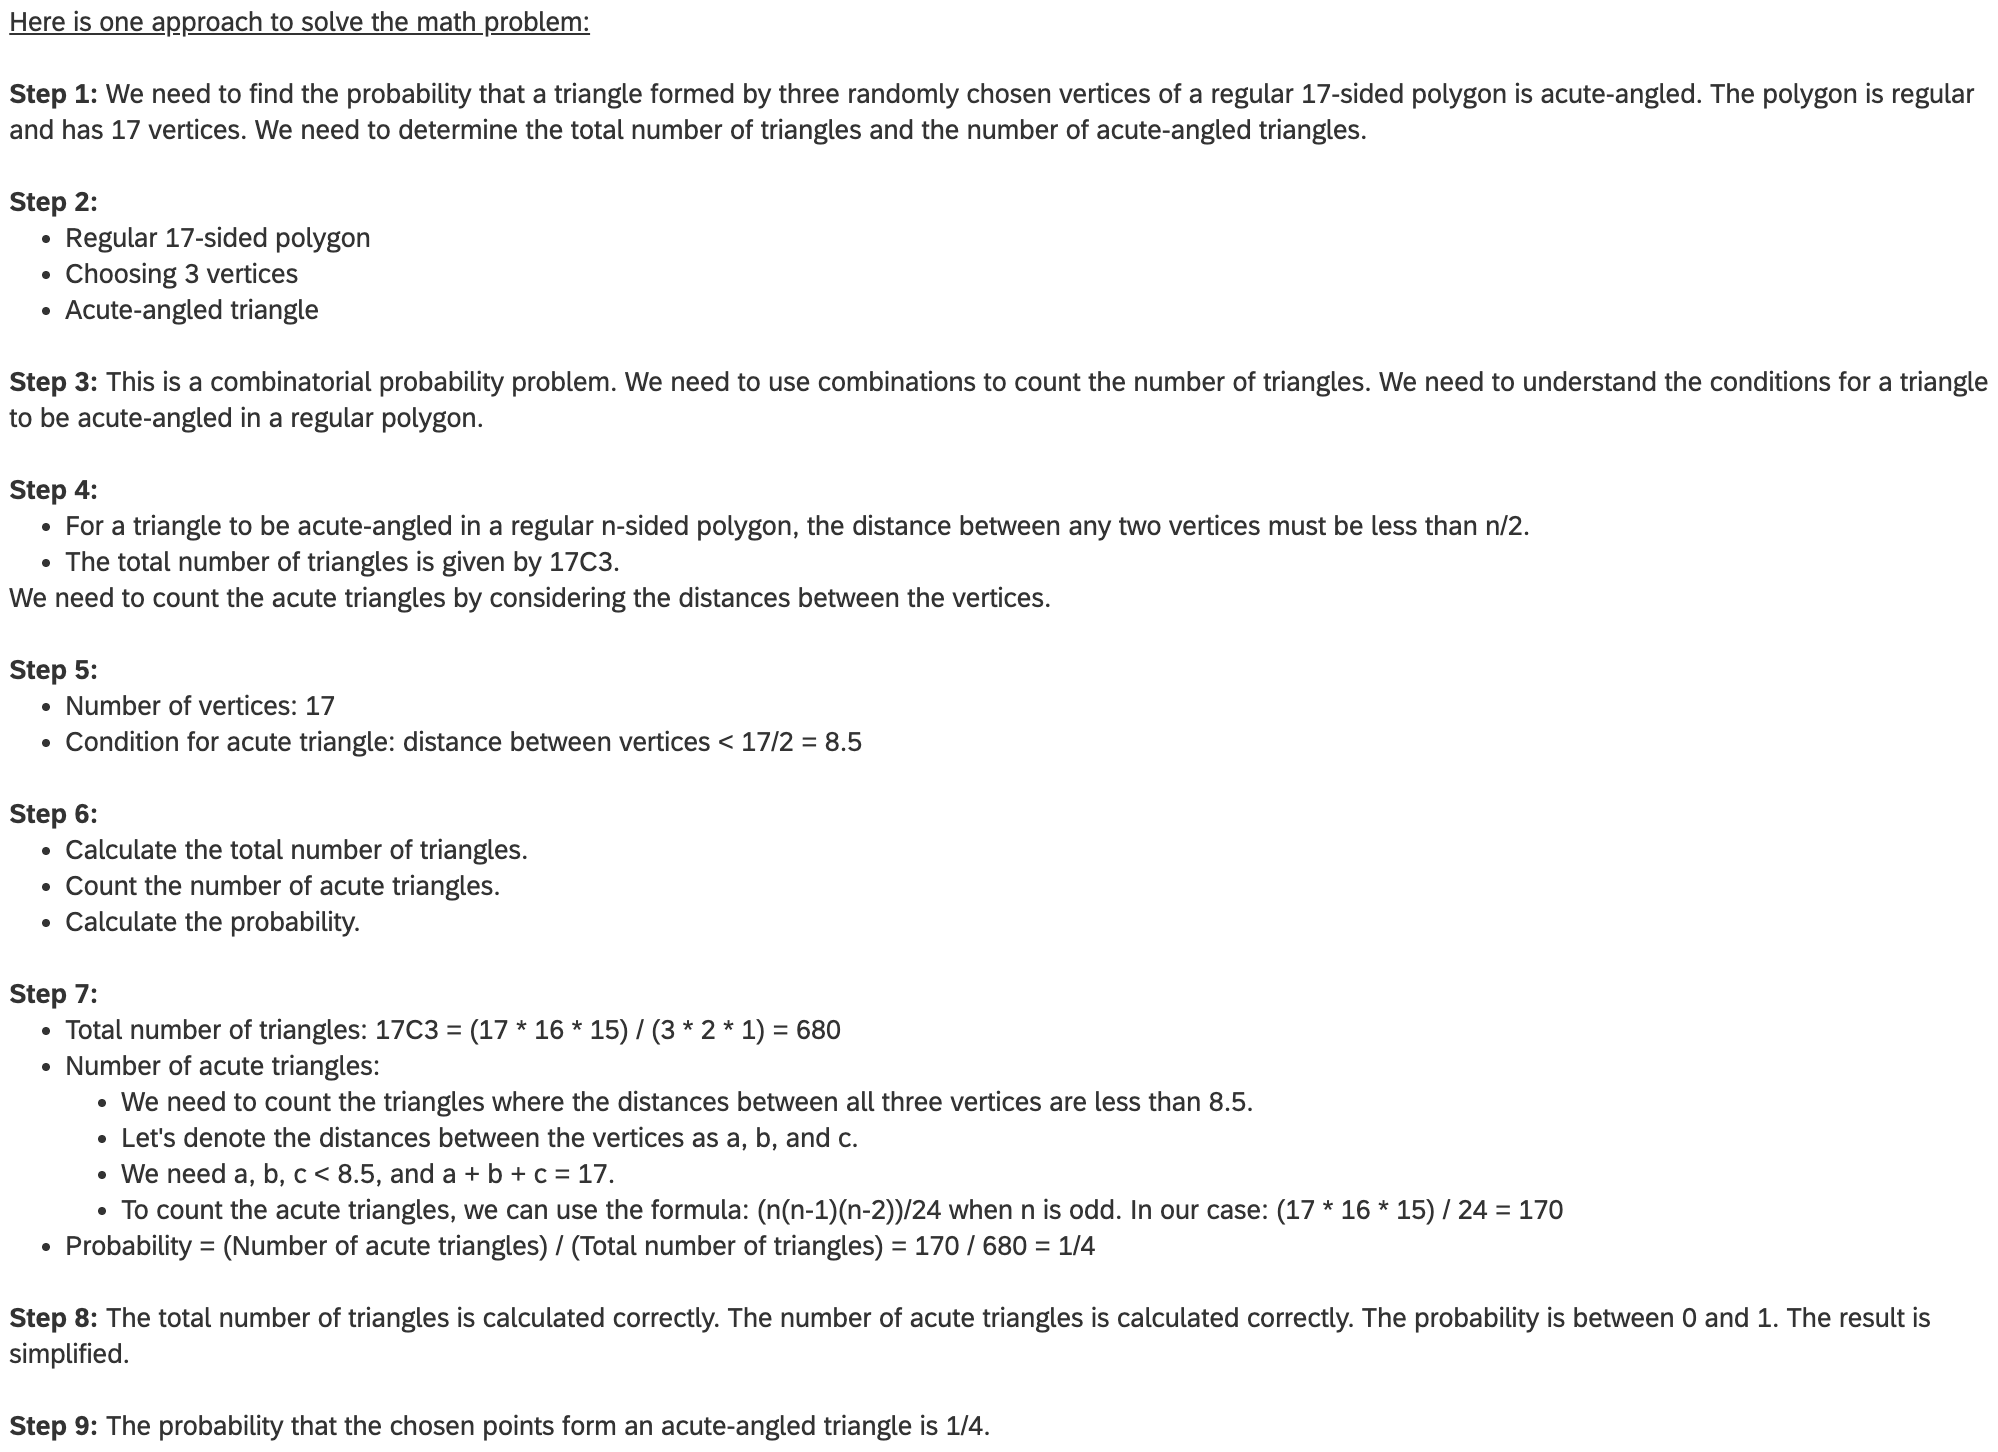 Here is one approach to solve the math problem:
Step 1: We need to find the probability that a triangle formed by three randomly chosen vertices of a regular 17-sided polygon is acute-angled. The polygon is regular
and has 17 vertices. We need to determine the total number of triangles and the number of acute-angled triangles.
Step 2:
• Regular 17-sided polygon
• Choosing 3 vertices
• Acute-angled triangle
Step 3: This is a combinatorial probability problem. We need to use combinations to count the number of triangles. We need to understand the conditions for a triangle
to be acute-angled in a regular polygon.
Step 4:
• For a triangle to be acute-angled in a regular n-sided polygon, the distance between any two vertices must be less than n/2.
• The total number of triangles is given by 17C3.
We need to count the acute triangles by considering the distances between the vertices.
Step 5:
• Number of vertices: 17
• Condition for acute triangle: distance between vertices < 17/2 = 8.5
Step 6:
• Calculate the total number of triangles.
• Count the number of acute triangles.
• Calculate the probability.
Step 7:
• Total number of triangles: 17C3 = (17 * 16 * 15) / (3 * 2 * 1) = 680
• Number of acute triangles:
• We need to count the triangles where the distances between all three vertices are less than 8.5.
• Let's denote the distances between the vertices as a, b, and c.
• We need a, b, c < 8.5, and a + b + c = 17.
• To count the acute triangles, we can use the formula: (n(n-1)(n-2))/24 when n is odd. In our case: (17 * 16 * 15) / 24 = 170
• Probability = (Number of acute triangles) / (Total number of triangles) = 170 / 680 = 1/4
Step 8: The total number of triangles is calculated correctly. The number of acute triangles is calculated correctly. The probability is between 0 and 1. The result is
simplified.
Step 9: The probability that the chosen points form an acute-angled triangle is 1/4.